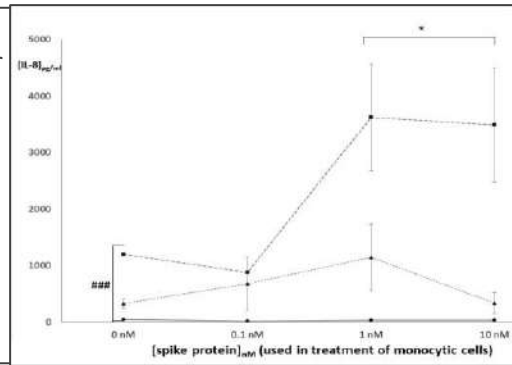 *
5000
[IL-8]pg/ml
4000
3000
2000
1000
###
0
0 nM
0.1 nM
1 nM
10 nM
[spike protein]nM (used in treatment of monocytic cells)